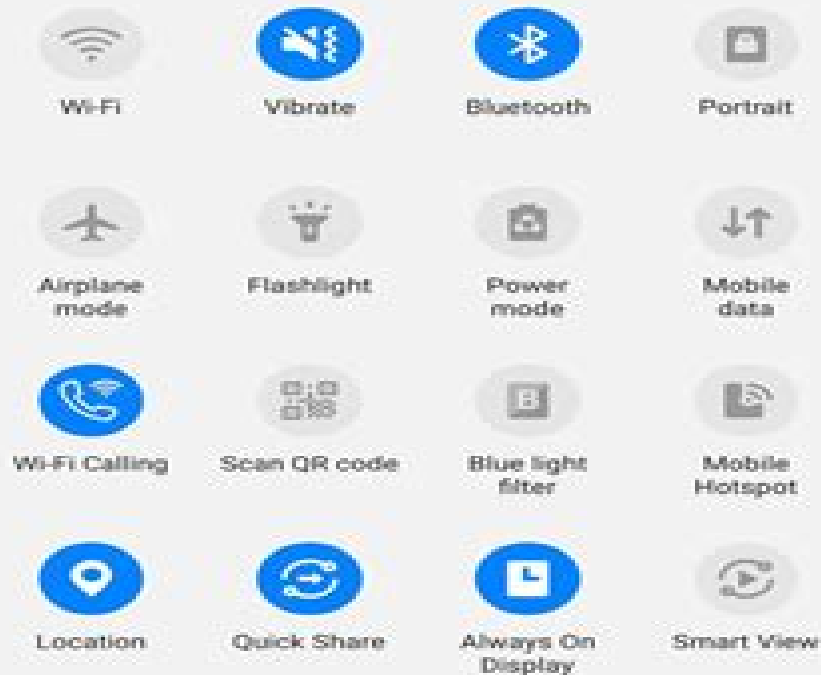 Wi-Fi
Vibrate
Bluetooth
Portrait
Airplane
mode
Flashlight
Power
mode
Mobile
data
Wi-Fi Calling
Scan QR code
Blue light
filter
Mobile
Hotspot
Location
Quick Share
Always On
Display
Smart View